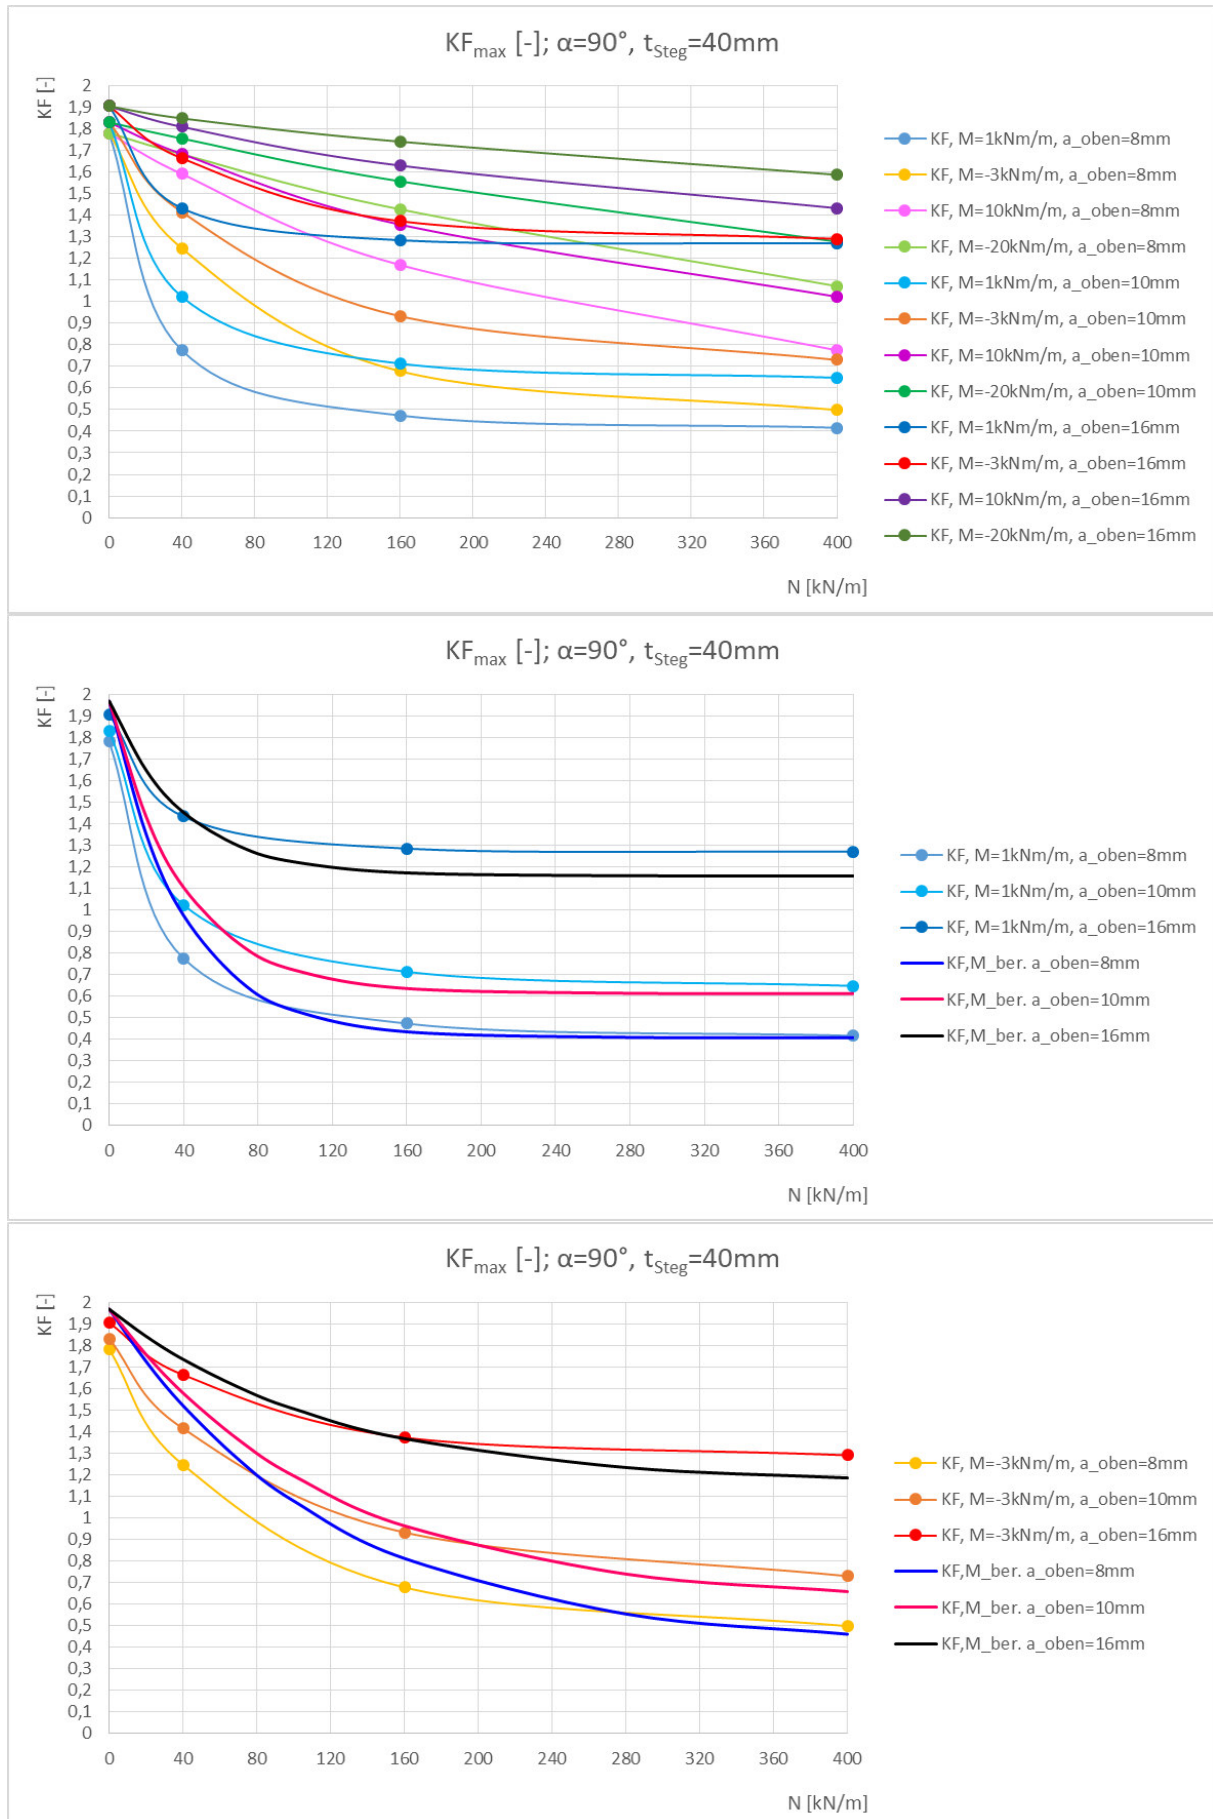 KFmax [-]; α=90°, tSteg=40mm
KF [-]
2
1,9
1,8
1,7
1,6
1,5
1,4
1,3
1,2
1,1
1
0,9
0,8
0,7
0,6
0,5
0,4
0,3
0,2
0,1
0
0 40 80 120 160 200 240 280 320 360 400
N [kN/m]
KF, M=1kNm/m, a_oben=8mm
KF, M=-3kNm/m, a_oben=8mm
KF, M=10kNm/m, a_oben=8mm
KF, M=-20kNm/m, a_oben=8mm
KF, M=1kNm/m, a_oben=10mm
KF, M=-3kNm/m, a_oben=10mm
KF, M=10kNm/m, a_oben=10mm
KF, M=-20kNm/m, a_oben=10mm
KF, M=1kNm/m, a_oben=16mm
KF, M=-3kNm/m, a_oben=16mm
KF, M=10kNm/m, a_oben=16mm
KF, M=-20kNm/m, a_oben=16mm
KFmax [-]; α=90°, tSteg=40mm
KF [-]
2
1,9
1,8
1,7
1,6
1,5
1,4
1,3
1,2
1,1
1
0,9
0,8
0,7
0,6
0,5
0,4
0,3
0,2
0,1
0
0 40 80 120 160 200 240 280 320 360 400
N [kN/m]
KF, M=1kNm/m, a_oben=8mm
KF, M=1kNm/m, a_oben=10mm
KF, M=1kNm/m, a_oben=16mm
KF,M_ber. a_oben=8mm
KF,M_ber. a_oben=10mm
KF,M_ber. a_oben=16mm
KFmax [-]; α=90°, tSteg=40mm
KF [-]
2
1,9
1,8
1,7
1,6
1,5
1,4
1,3
1,2
1,1
1
0,9
0,8
0,7
0,6
0,5
0,4
0,3
0,2
0,1
0
0 40 80 120 160 200 240 280 320 360 400
N [kN/m]
KF, M=-3kNm/m, a_oben=8mm
KF, M=-3kNm/m, a_oben=10mm
KF, M=-3kNm/m, a_oben=16mm
KF,M_ber. a_oben=8mm
KF,M_ber. a_oben=10mm
KF,M_ber. a_oben=16mm